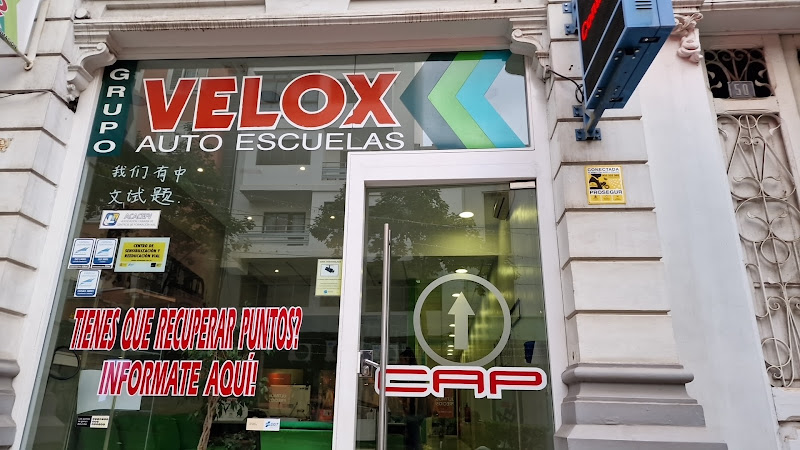 GRUPO
VELOX
AUTO ESCUELAS
我们有中
文试题.
CENTRO DE
SENSIBILIZACIÓN Y
REEDUCACIÓN VIAL
TIENES QUE RECUPERAR PUNTOS?
INFORMATE AQUÍ!
CAP
CONECTADA
PROSEGUR
50